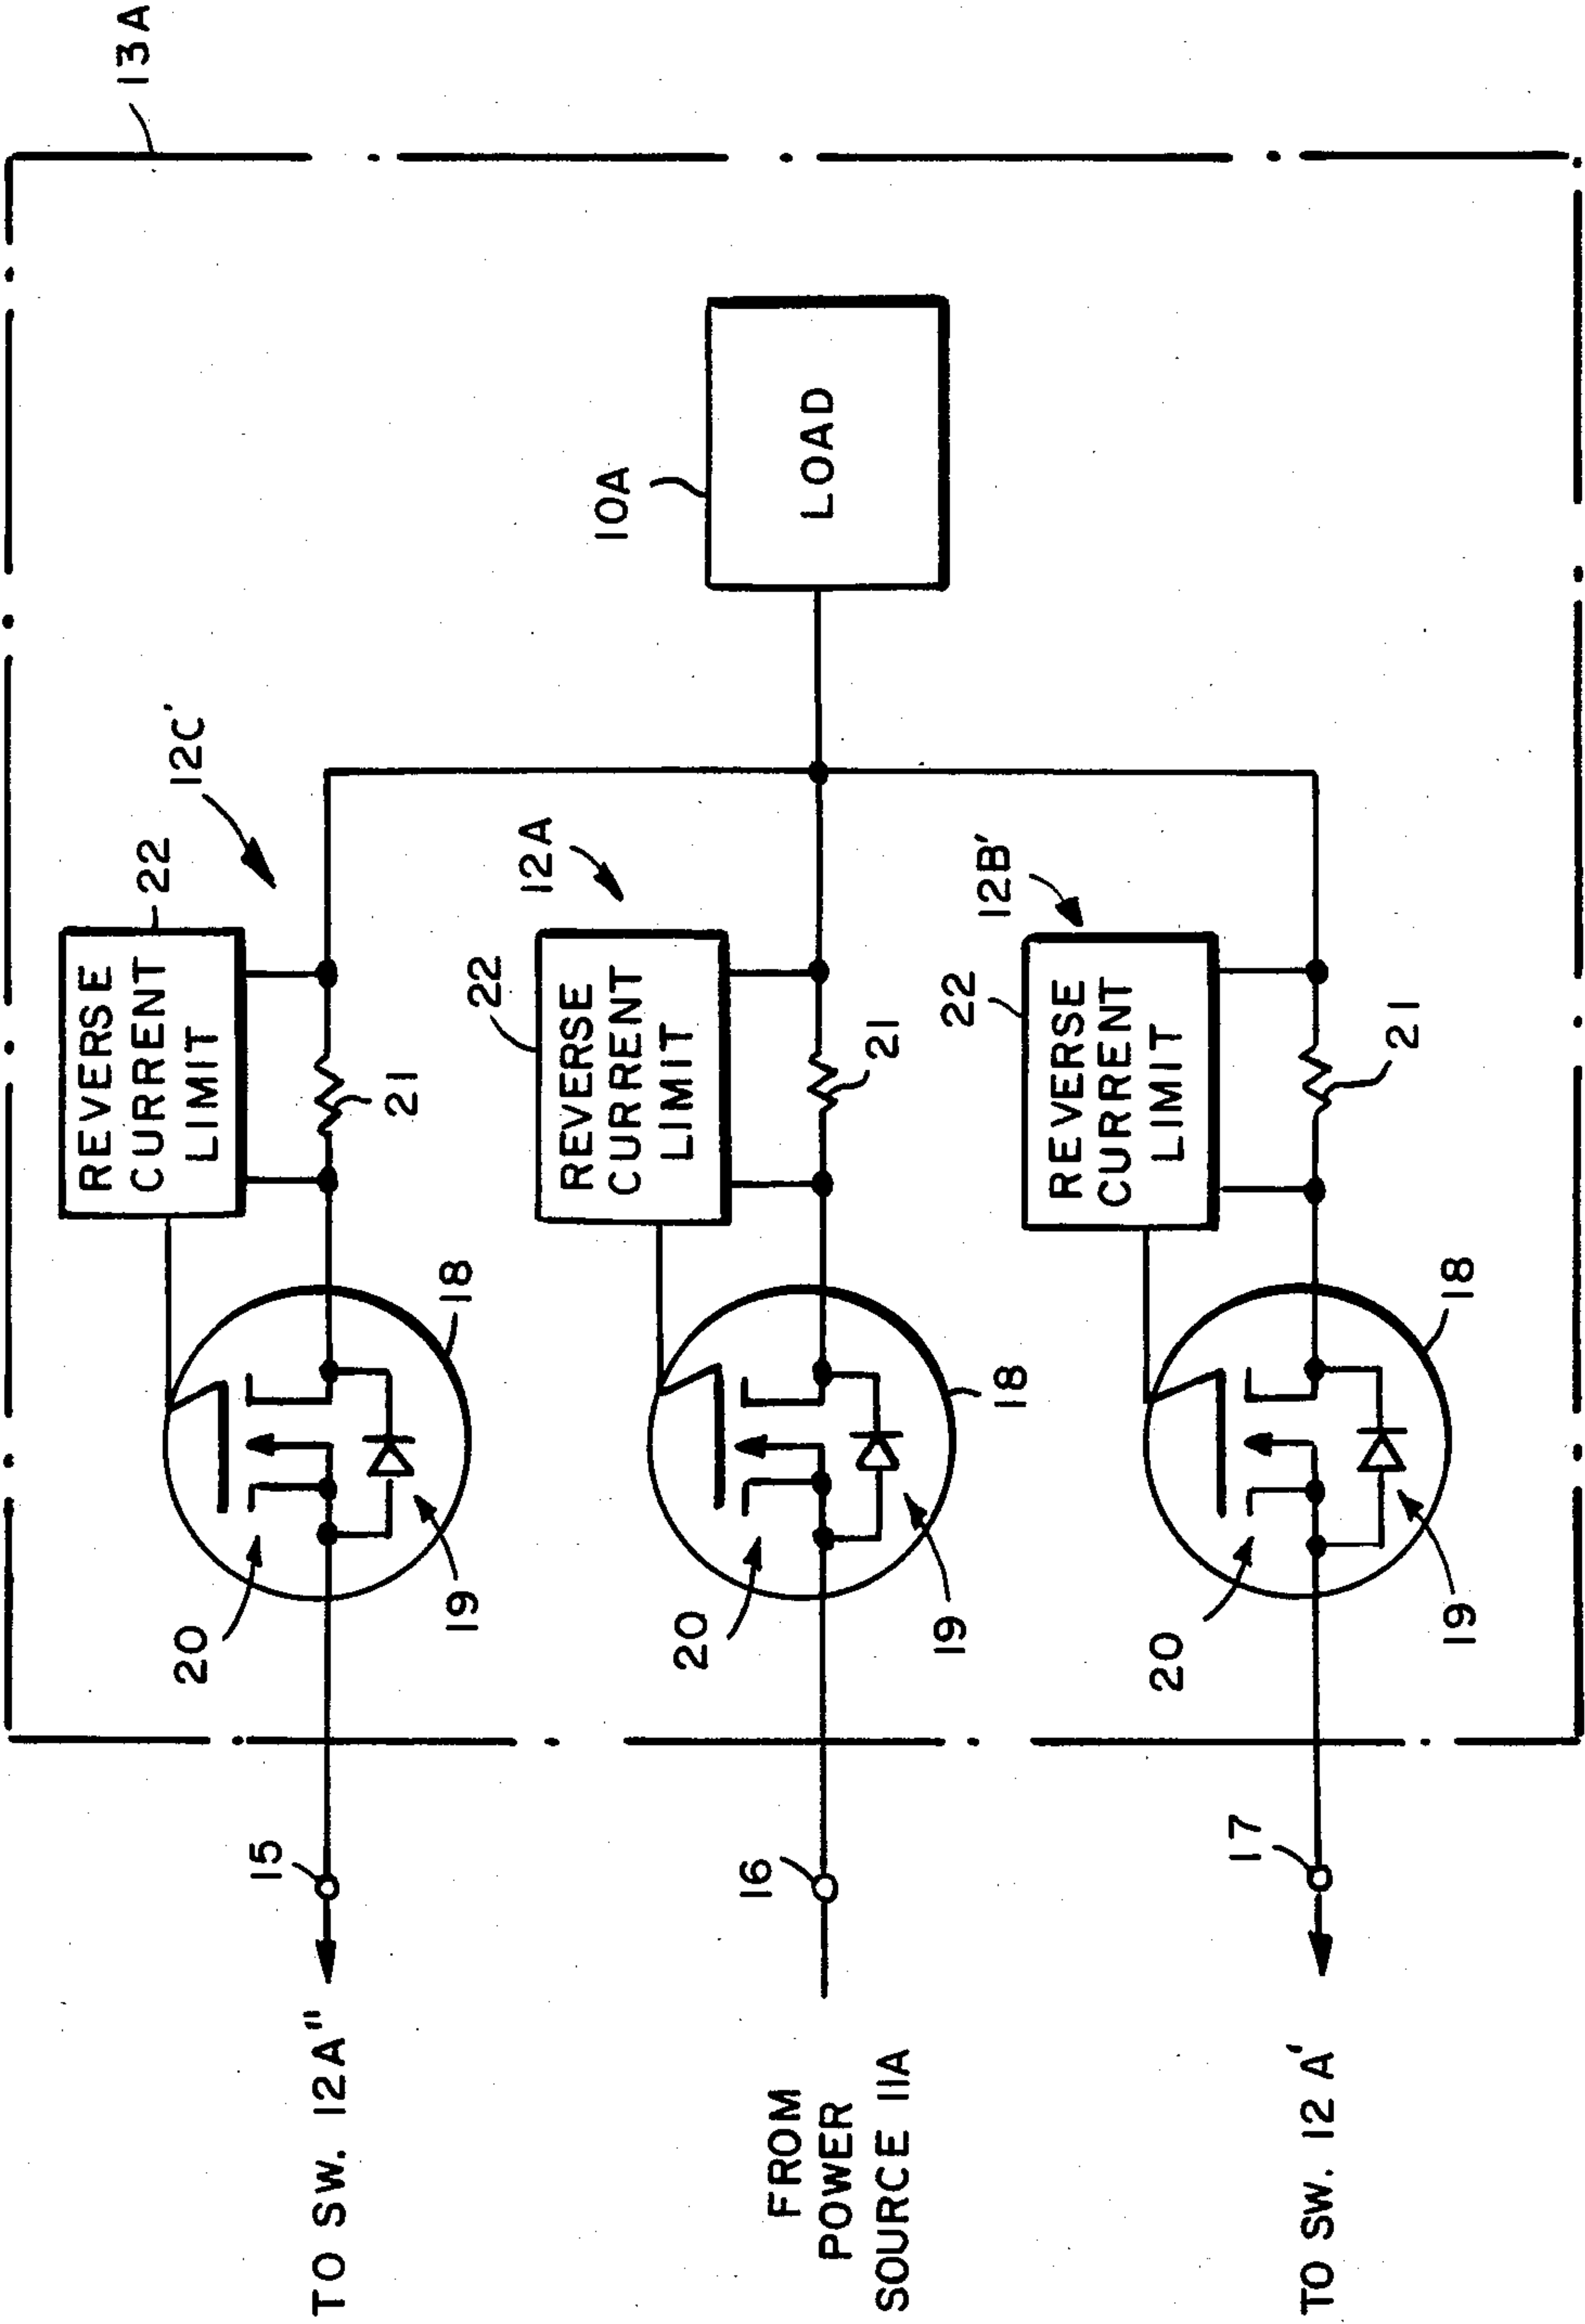 13A
22
12C'
REVERSE
CURRENT
LIMIT
21
18
20
19
15
TO SW. 12A"
10A
LOAD
12A
22
REVERSE
CURRENT
LIMIT
21
18
20
19
16
FROM
POWER
SOURCE 11A
12B'
22
REVERSE
CURRENT
LIMIT
21
18
20
19
17
TO SW. 12A'